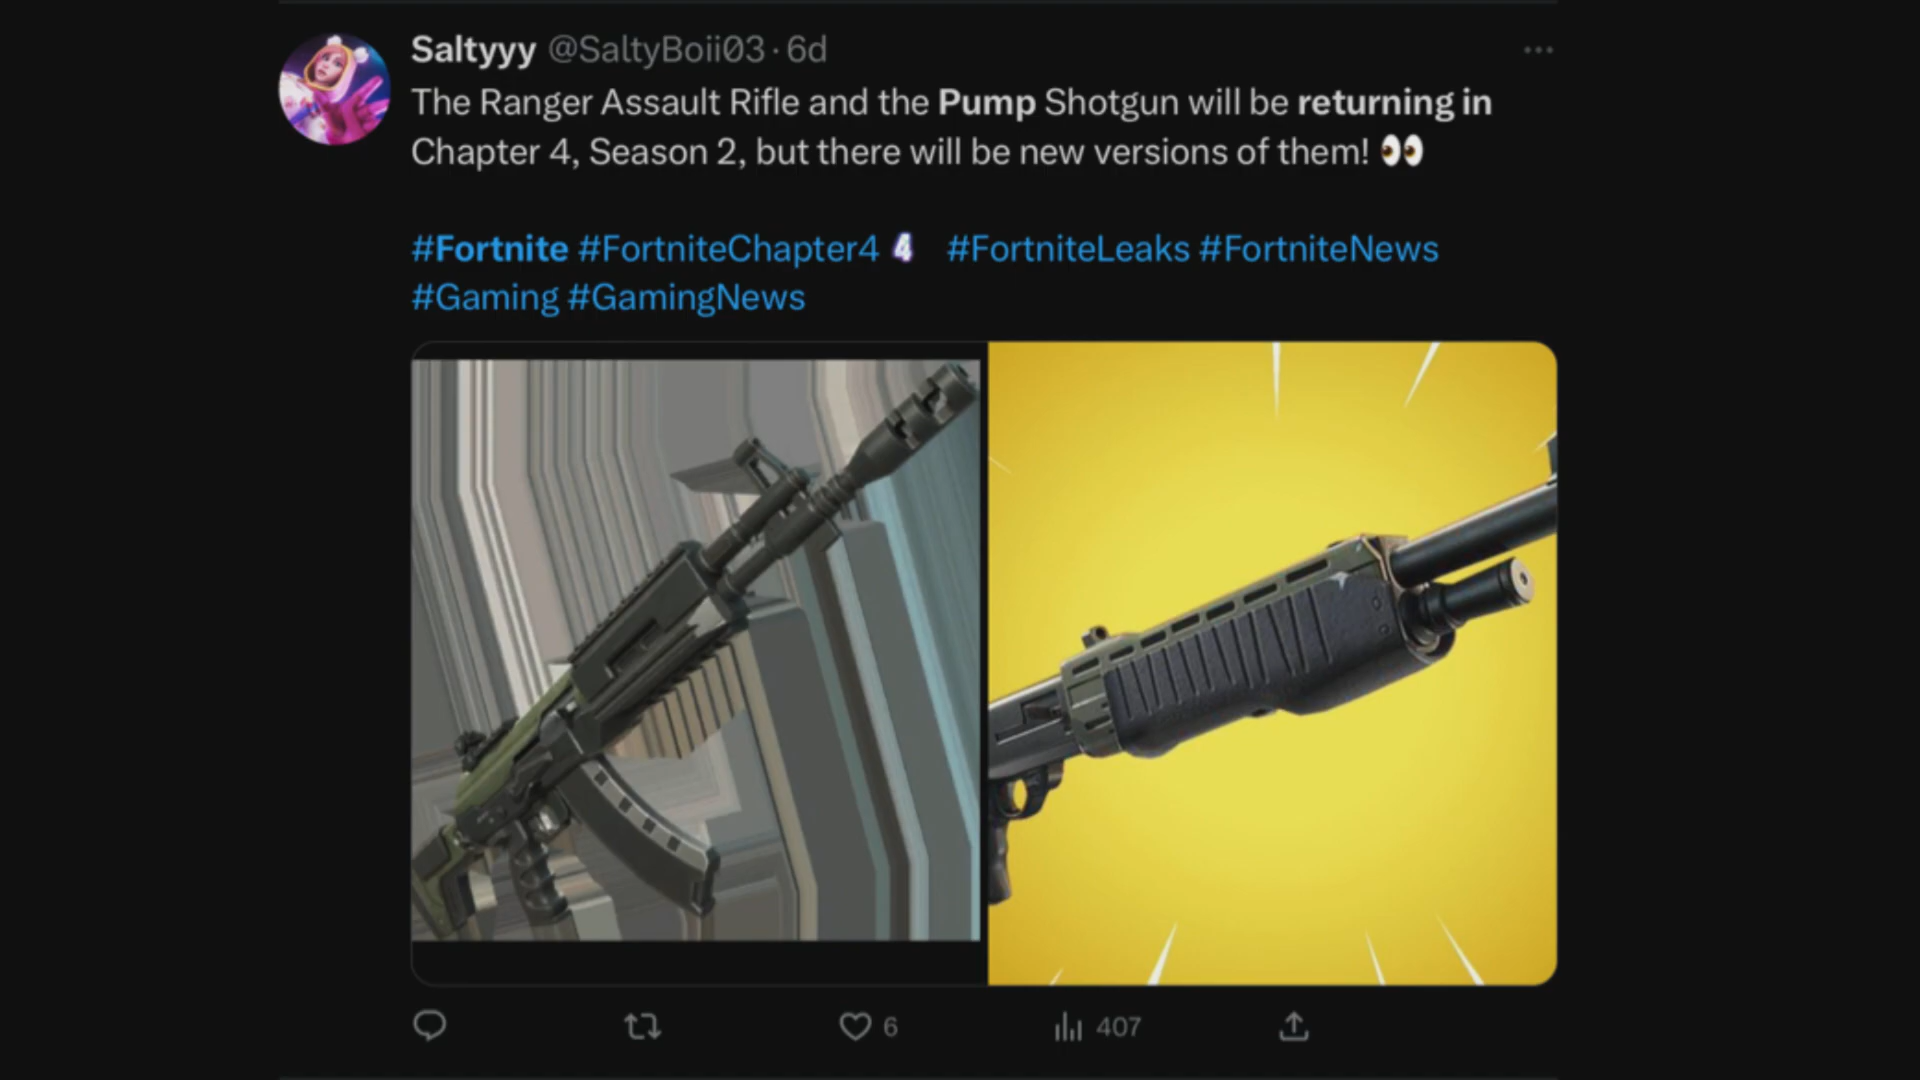 Saltyyy @SaltyBoii03 · 6d
The Ranger Assault Rifle and the Pump Shotgun will be returning in
Chapter 4, Season 2, but there will be new versions of them! 👀
#Fortnite #FortniteChapter4 4 #FortniteLeaks #FortniteNews
#Gaming #GamingNews
6 407